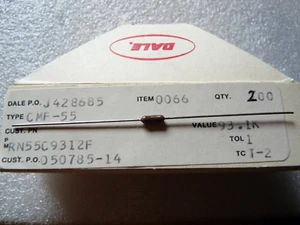 DALE.
DALE P.O. J428685 ITEM 0066 QTY. 200
TYPE CMF-55
CUST. PN VALUE 93.1K
M RN55C9312F TOL 1
CUST. P.O. 050785-14 TC T-2